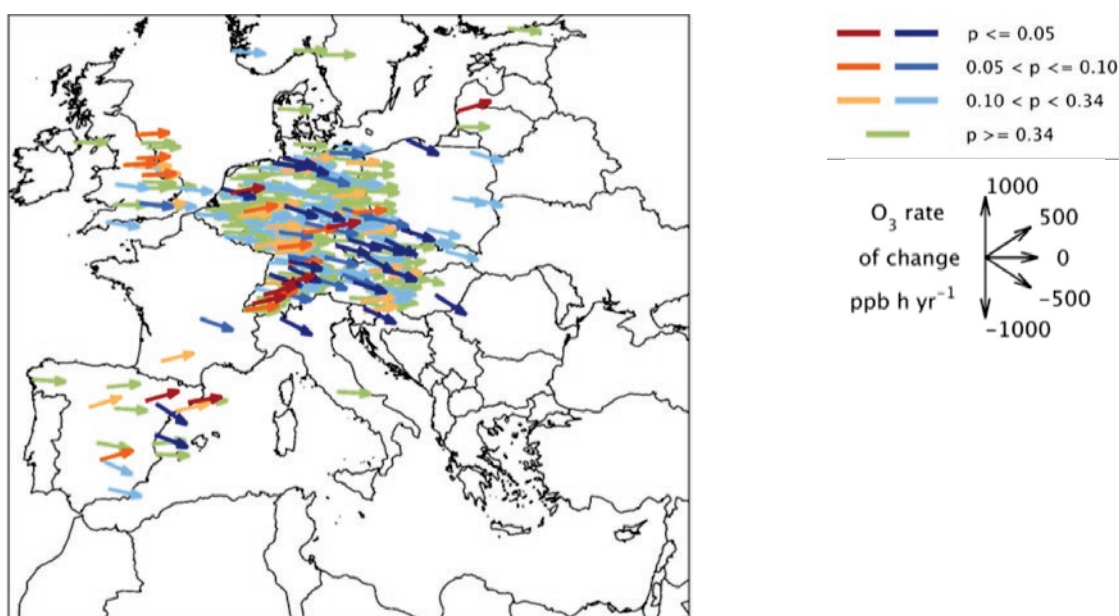 p <= 0.05
0.05 < p <= 0.10
0.10 < p < 0.34
p >= 0.34
1000
O₃ rate
500
of change
0
ppb h yr⁻¹
-500
-1000